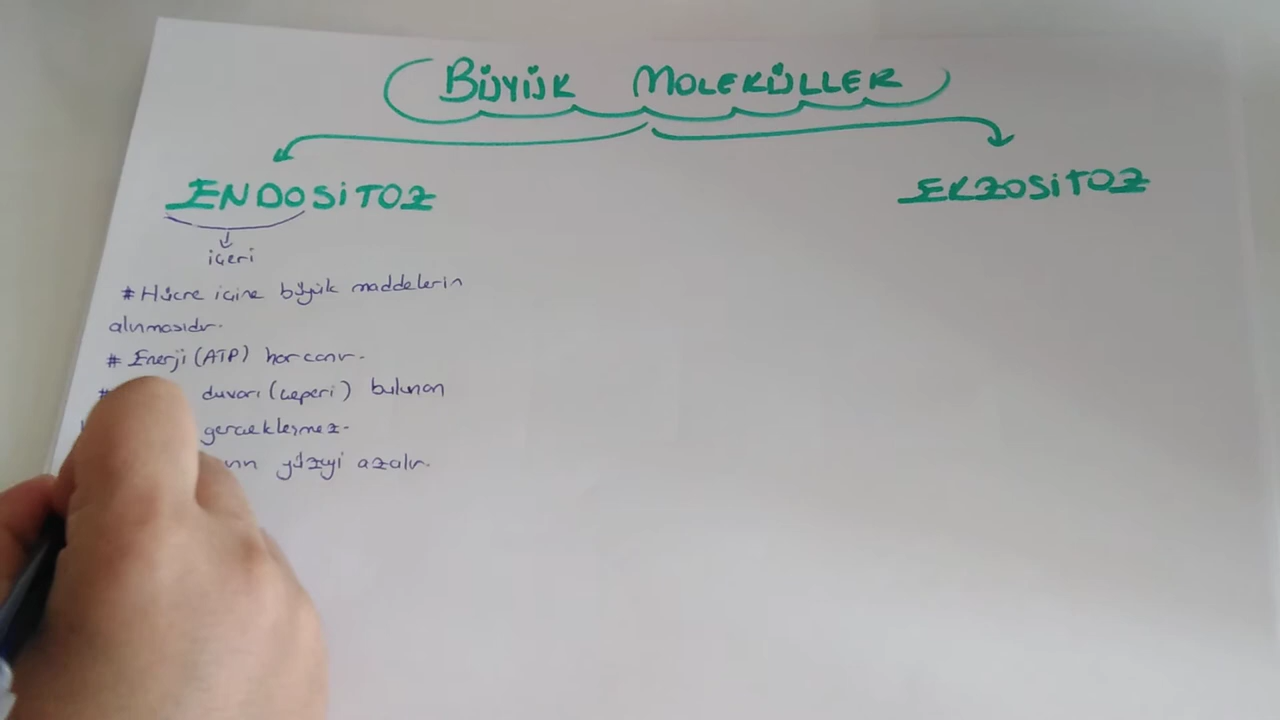 BÜYÜK MOLEKÜLLER
ENDOSİTOZ
EKZOSİTOZ
içeri
# Hücre içine büyük maddelerin
alınmasıdır.
# Enerji (ATP) harcanır.
# duvarı (çeperi) bulunan
gerçekleşmez.
yüzeyi azalır.